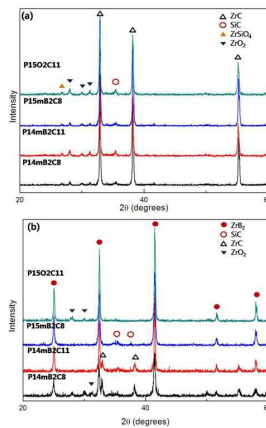 (a)
ZrC
SiC
ZrSiO4
ZrO2
P15O2C11
P15mB2C8
P14mB2C11
P14mB2C8
Intensity
20
40
2θ (degrees)
(b)
ZrB2
SiC
ZrC
ZrO2
P15O2C11
P15mB2C8
P14mB2C11
P14mB2C8
Intensity
20
40
2θ (degrees)